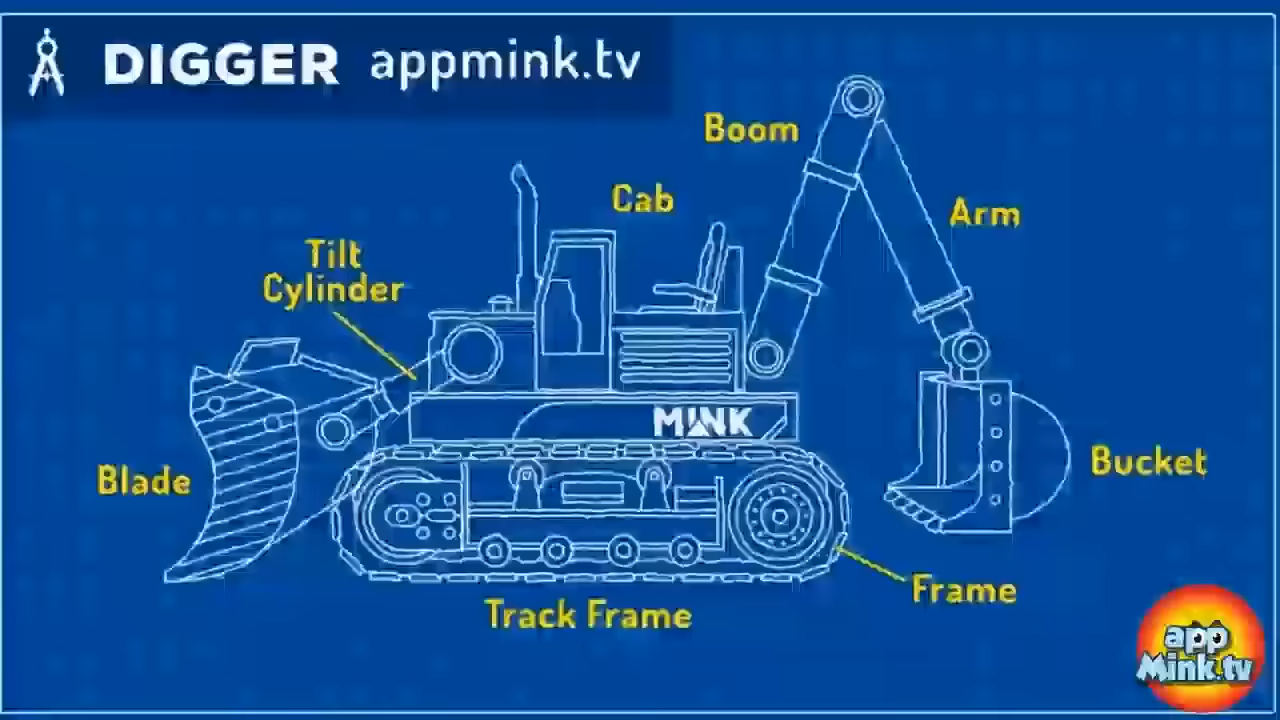 DIGGER appmink.tv
Boom
Cab
Arm
Tilt
Cylinder
MINK
Blade
Bucket
Frame
Track Frame
app
Mink.tv